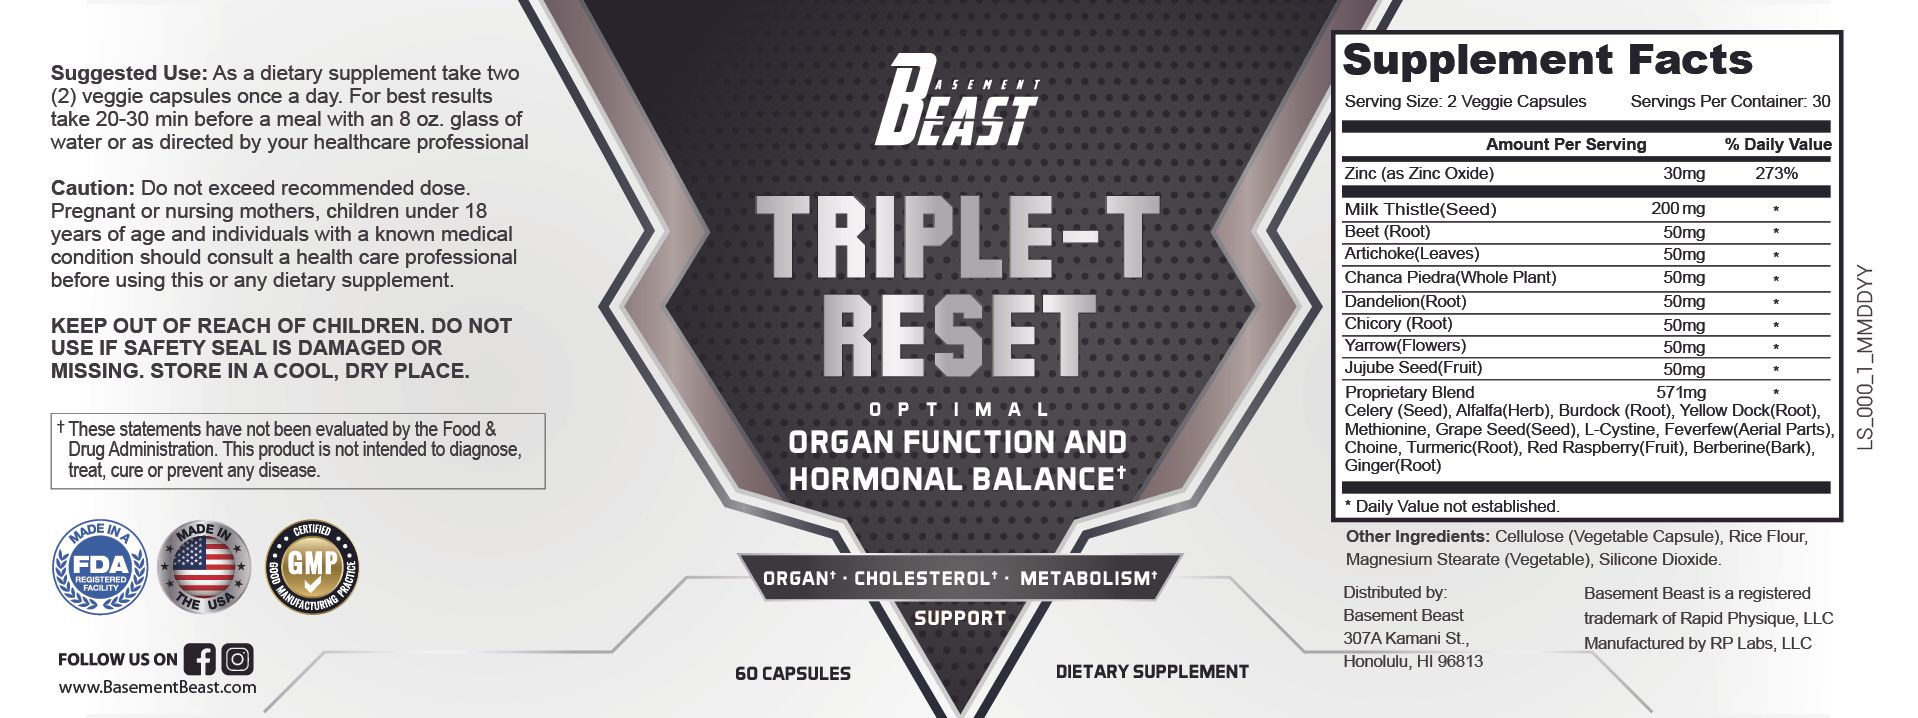 Suggested Use: As a dietary supplement take two
(2) veggie capsules once a day. For best results
take 20-30 min before a meal with an 8 oz. glass of
water or as directed by your healthcare professional
Caution: Do not exceed recommended dose.
Pregnant or nursing mothers, children under 18
years of age and individuals with a known medical
condition should consult a health care professional
before using this or any dietary supplement.
KEEP OUT OF REACH OF CHILDREN. DO NOT
USE IF SAFETY SEAL IS DAMAGED OR
MISSING. STORE IN A COOL, DRY PLACE.
† These statements have not been evaluated by the Food &
Drug Administration. This product is not intended to diagnose,
treat, cure or prevent any disease.
MADE IN A
FDA
REGISTERED
FACILITY
MADE IN
THE USA
CERTIFIED
GMP
GOOD MANUFACTURING PRACTICE
FOLLOW US ON
www.BasementBeast.com
BASEMENT
BEAST
TRIPLE-T
RESET
OPTIMAL
ORGAN FUNCTION AND
HORMONAL BALANCE†
ORGAN† · CHOLESTEROL† · METABOLISM†
SUPPORT
60 CAPSULES
DIETARY SUPPLEMENT
Supplement Facts
Serving Size: 2 Veggie Capsules Servings Per Container: 30
Amount Per Serving % Daily Value
Zinc (as Zinc Oxide) 30mg 273%
Milk Thistle(Seed) 200 mg *
Beet (Root) 50mg *
Artichoke(Leaves) 50mg *
Chanca Piedra(Whole Plant) 50mg *
Dandelion(Root) 50mg *
Chicory (Root) 50mg *
Yarrow(Flowers) 50mg *
Jujube Seed(Fruit) 50mg *
Proprietary Blend 571mg *
Celery (Seed), Alfalfa(Herb), Burdock (Root), Yellow Dock(Root),
Methionine, Grape Seed(Seed), L-Cystine, Feverfew(Aerial Parts),
Choine, Turmeric(Root), Red Raspberry(Fruit), Berberine(Bark),
Ginger(Root)
* Daily Value not established.
Other Ingredients: Cellulose (Vegetable Capsule), Rice Flour,
Magnesium Stearate (Vegetable), Silicone Dioxide.
Distributed by:
Basement Beast
307A Kamani St.,
Honolulu, HI 96813
Basement Beast is a registered
trademark of Rapid Physique, LLC
Manufactured by RP Labs, LLC
LS_000_1_MMDDYY